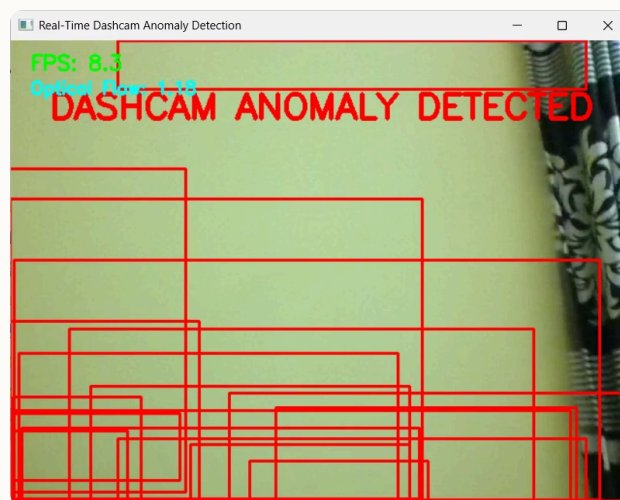 Real-Time Dashcam Anomaly Detection
FPS: 8.3
Optical Flow: 1.18
DASHCAM ANOMALY DETECTED